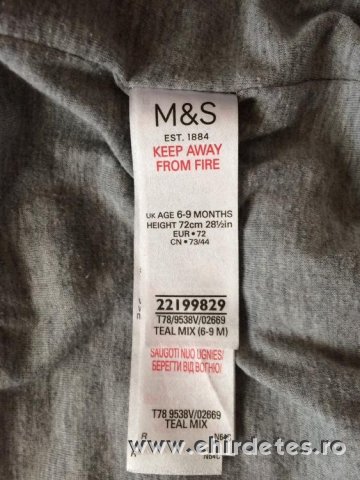 M&S
EST. 1884
KEEP AWAY
FROM FIRE
UK AGE 6-9 MONTHS
HEIGHT 72cm 28½in
EUR • 72
CN • 73/44
22199829
T78/9538V/02669
TEAL MIX (6-9 M)
SAUGOTI NUO UGNIES!
БЕРЕГТИ ВІД ВОГНЮ!
T78 9538V/02669
TEAL MIX
R
www.ehirdetes.ro